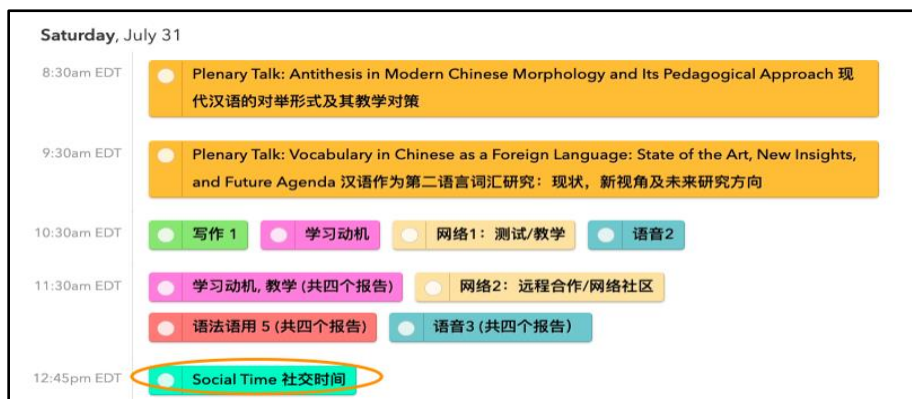 Saturday, July 31
8:30am EDT
Plenary Talk: Antithesis in Modern Chinese Morphology and Its Pedagogical Approach 现
代汉语的对举形式及其教学对策
9:30am EDT
Plenary Talk: Vocabulary in Chinese as a Foreign Language: State of the Art, New Insights,
and Future Agenda 汉语作为第二语言词汇研究：现状，新视角及未来研究方向
10:30am EDT
写作 1
学习动机
网络1：测试/教学
语音2
11:30am EDT
学习动机, 教学 (共四个报告)
网络2：远程合作/网络社区
语法语用 5 (共四个报告)
语音3 (共四个报告）
12:45pm EDT
Social Time 社交时间